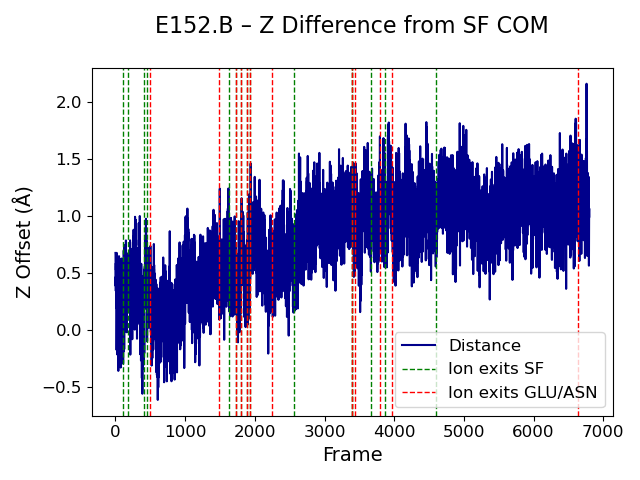 E152.B – Z Difference from SF COM
Z Offset (Å)
2.0
1.5
1.0
0.5
0.0
−0.5
Distance
Ion exits SF
Ion exits GLU/ASN
0 1000 2000 3000 4000 5000 6000 7000
Frame